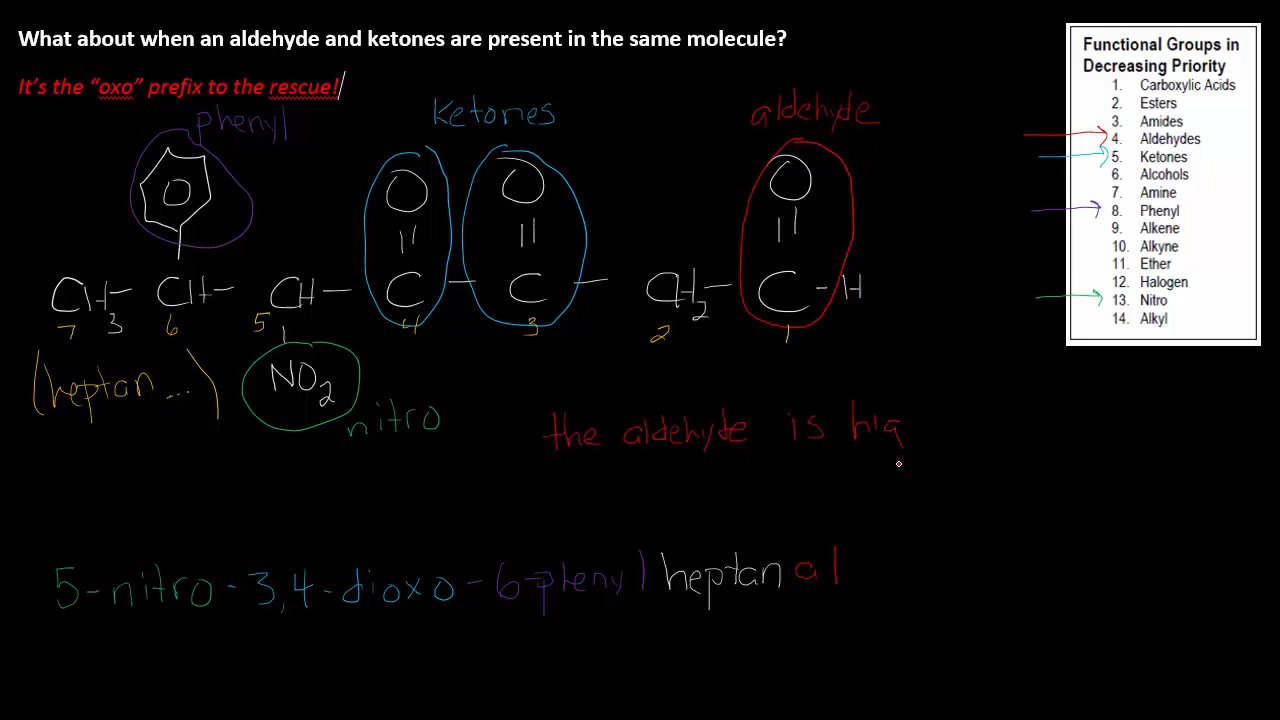 What about when an aldehyde and ketones are present in the same molecule?
It's the "oxo" prefix to the rescue!
phenyl
ketones
aldehyde
O
O
O
O
CH3 – CH – CH – C – C – CH2 – C – H
7 6 5 4 3 2 1
(heptan ...)
NO2
nitro
the aldehyde is hig
5-nitro-3,4-dioxo-6-phenylheptanal
Functional Groups in
Decreasing Priority
1. Carboxylic Acids
2. Esters
3. Amides
4. Aldehydes
5. Ketones
6. Alcohols
7. Amine
8. Phenyl
9. Alkene
10. Alkyne
11. Ether
12. Halogen
13. Nitro
14. Alkyl